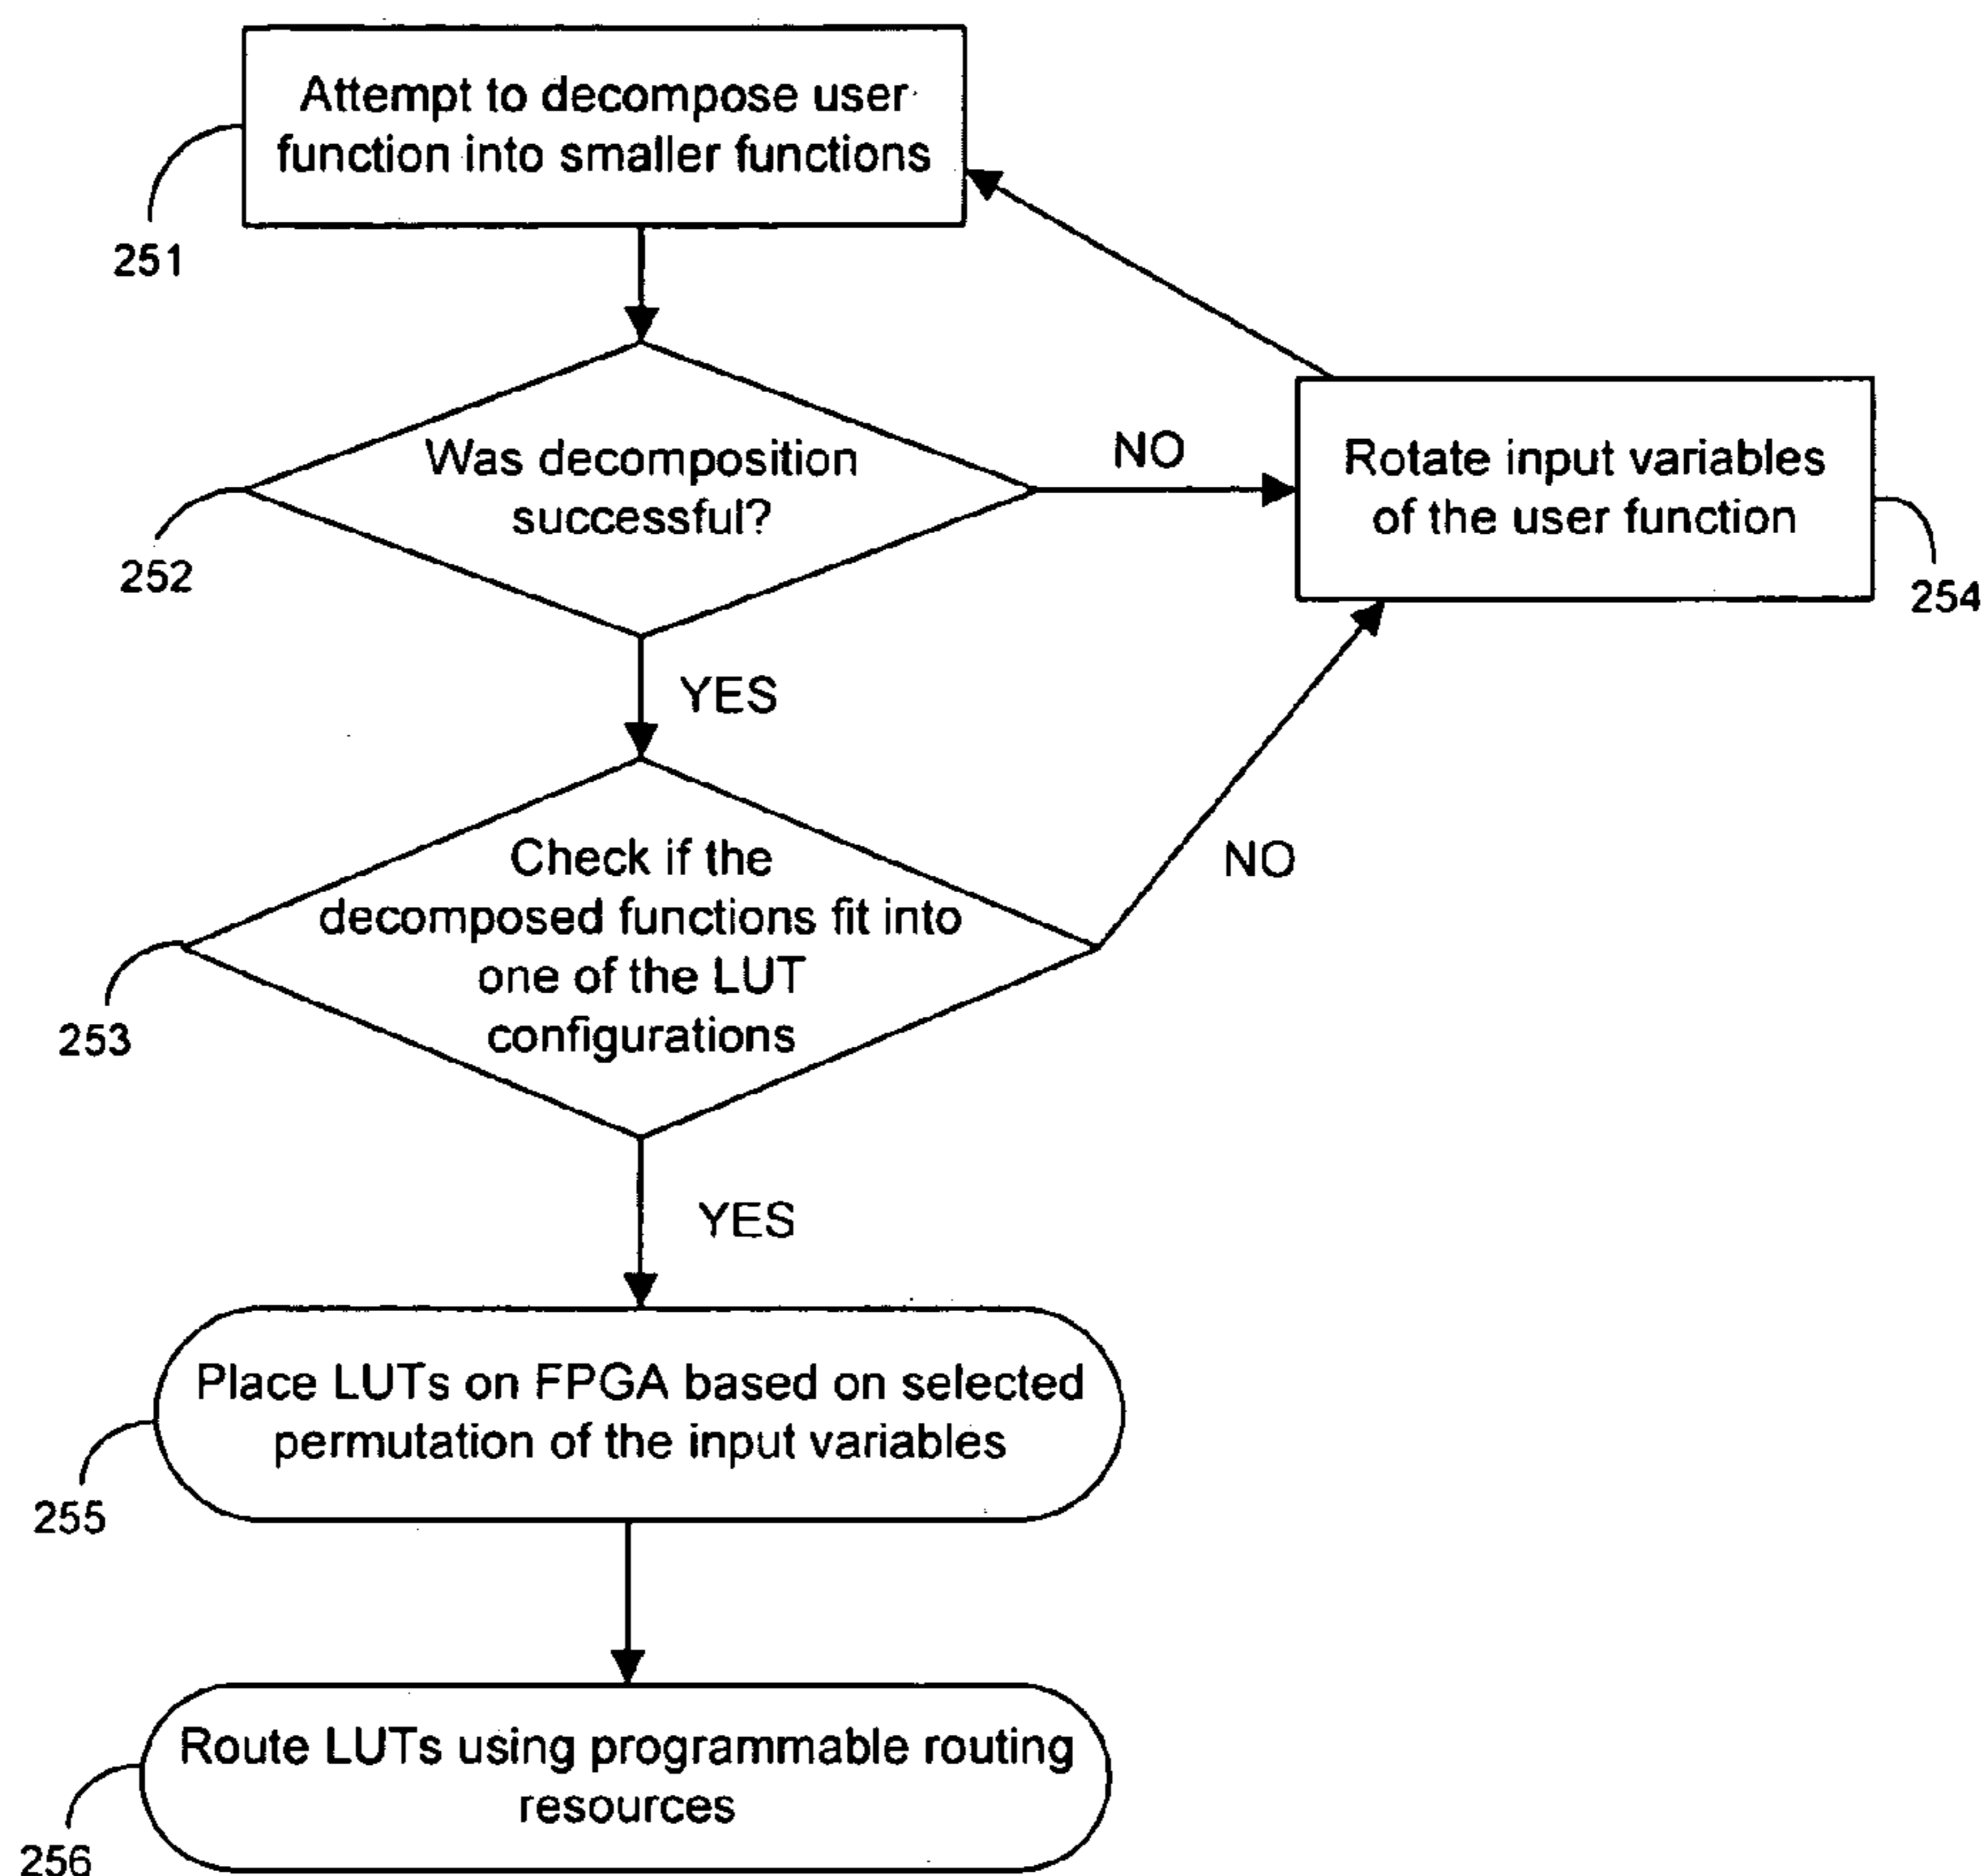 Attempt to decompose user
function into smaller functions
251
Was decomposition
successful?
252
NO
Rotate input variables
of the user function
254
YES
Check if the
decomposed functions fit into
one of the LUT
configurations
253
NO
YES
Place LUTs on FPGA based on selected
permutation of the input variables
255
Route LUTs using programmable routing
resources
256